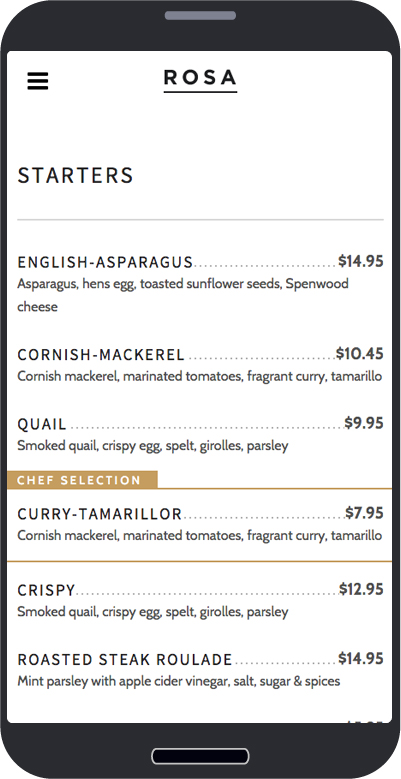 ROSA
STARTERS
ENGLISH-ASPARAGUS $14.95
Asparagus, hens egg, toasted sunflower seeds, Spenwood
cheese
CORNISH-MACKEREL $10.45
Cornish mackerel, marinated tomatoes, fragrant curry, tamarillo
QUAIL $9.95
Smoked quail, crispy egg, spelt, girolles, parsley
CHEF SELECTION
CURRY-TAMARILLOR $7.95
Cornish mackerel, marinated tomatoes, fragrant curry, tamarillo
CRISPY $12.95
Smoked quail, crispy egg, spelt, girolles, parsley
ROASTED STEAK ROULADE $14.95
Mint parsley with apple cider vinegar, salt, sugar & spices